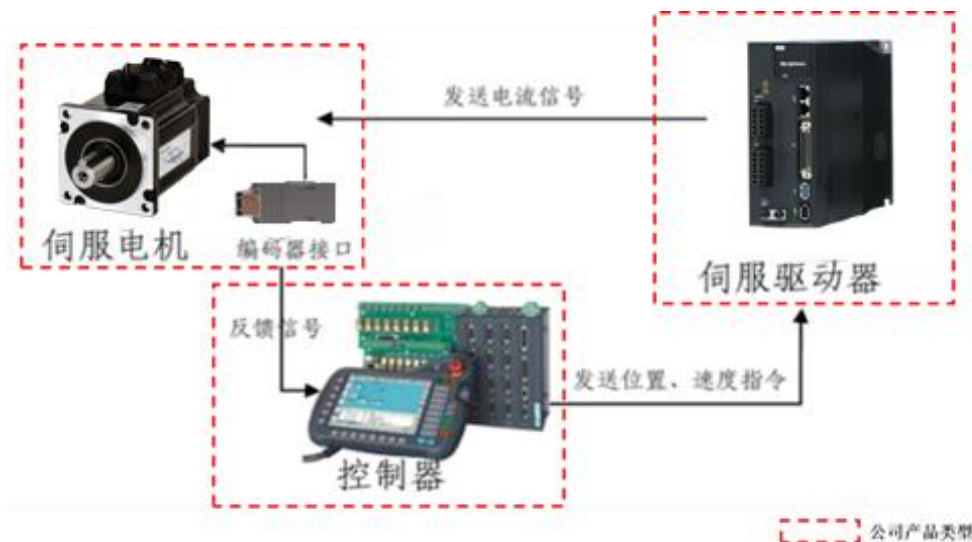 发送电流信号
伺服电机
编码器接口
伺服驱动器
反馈信号
发送位置、速度指令
控制器
公司产品类型